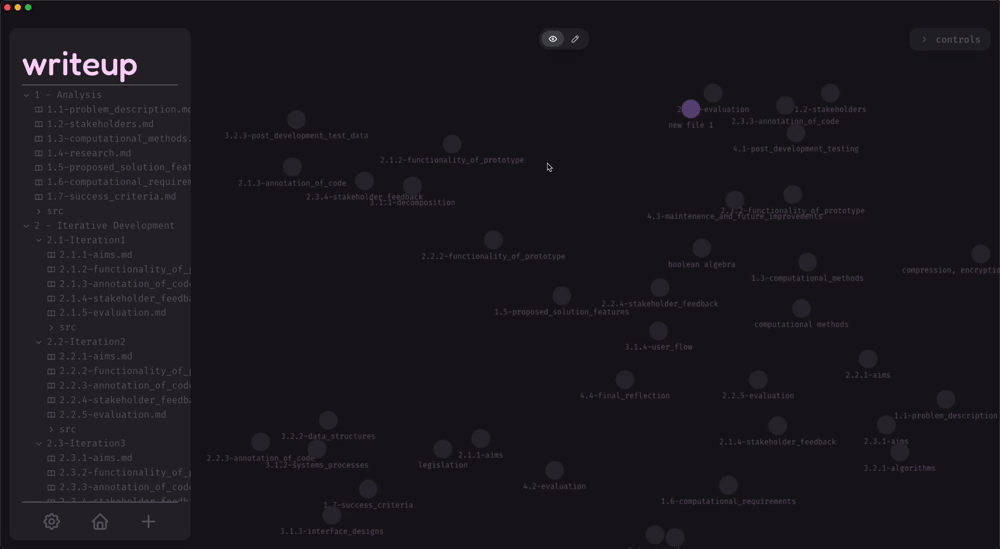 writeup
1 - Analysis
1.1-problem_description.md
1.2-stakeholders.md
1.3-computational_methods.
1.4-research.md
1.5-proposed_solution_feat
1.6-computational_requirem
1.7-success_criteria.md
src
2 - Iterative Development
2.1-Iteration1
2.1.1-aims.md
2.1.2-functionality_of_p
2.1.3-annotation_of_code
2.1.4-stakeholder_feedba
2.1.5-evaluation.md
src
2.2-Iteration2
2.2.1-aims.md
2.2.2-functionality_of_p
2.2.3-annotation_of_code
2.2.4-stakeholder_feedba
2.2.5-evaluation.md
src
2.3-Iteration3
2.3.1-aims.md
2.3.2-functionality_of_p
2.3.3-annotation_of_code
controls
1.2-stakeholders
new file 1
2.3.3-annotation_of_code
3.2.3-post_development_test_data
4.1-post_development_testing
2.1.2-functionality_of_prototype
2.1.3-annotation_of_code
2.3.4-stakeholder_feedback
3.1.1-decomposition
2.3.2-functionality_of_prototype
4.3-maintenence_and_future_improvements
2.2.2-functionality_of_prototype
boolean algebra
compression, encryptio
1.3-computational_methods
2.2.4-stakeholder_feedback
1.5-proposed_solution_features
computational methods
3.1.4-user_flow
2.2.1-aims
4.4-final_reflection
2.2.5-evaluation
1.1-problem_description
3.2.2-data_structures
2.1.4-stakeholder_feedback
2.3.1-aims
2.2.3-annotation_of_code
3.1.2-systems_processes
legislation
2.1.1-aims
3.2.1-algorithms
4.2-evaluation
1.7-success_criteria
1.6-computational_requirements
3.1.3-interface_designs